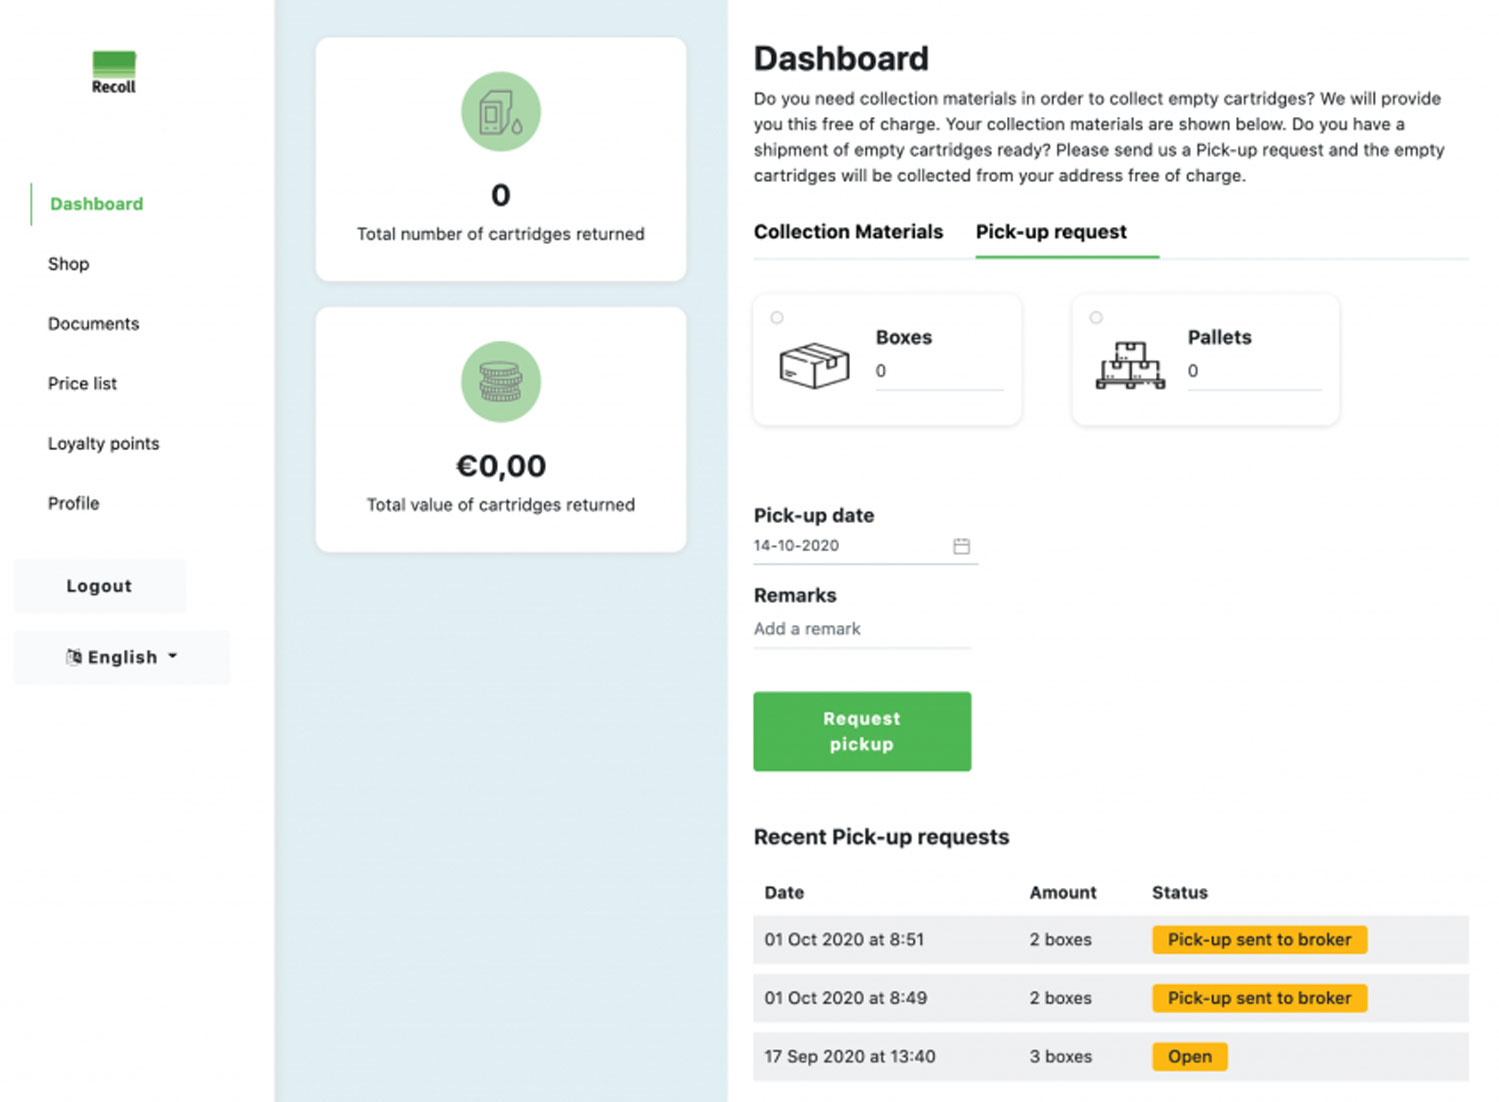 Recoll
Dashboard
Shop
Documents
Price list
Loyalty points
Profile
Logout
English
0
Total number of cartridges returned
€0,00
Total value of cartridges returned
Dashboard
Do you need collection materials in order to collect empty cartridges? We will provide
you this free of charge. Your collection materials are shown below. Do you have a
shipment of empty cartridges ready? Please send us a Pick-up request and the empty
cartridges will be collected from your address free of charge.
Collection Materials Pick-up request
Boxes
0
Pallets
0
Pick-up date
14-10-2020
Remarks
Add a remark
Request
pickup
Recent Pick-up requests
Date Amount Status
01 Oct 2020 at 8:51 2 boxes Pick-up sent to broker
01 Oct 2020 at 8:49 2 boxes Pick-up sent to broker
17 Sep 2020 at 13:40 3 boxes Open